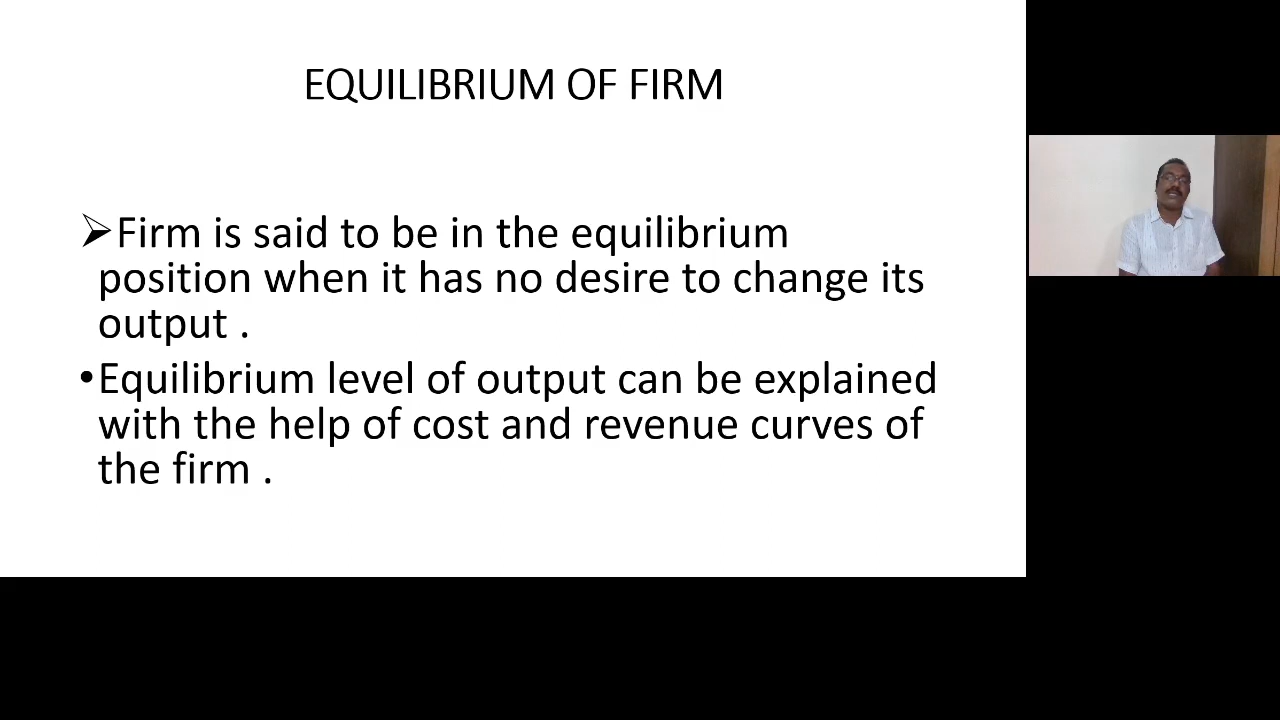 EQUILIBRIUM OF FIRM
➢Firm is said to be in the equilibrium
position when it has no desire to change its
output .
•Equilibrium level of output can be explained
with the help of cost and revenue curves of
the firm .